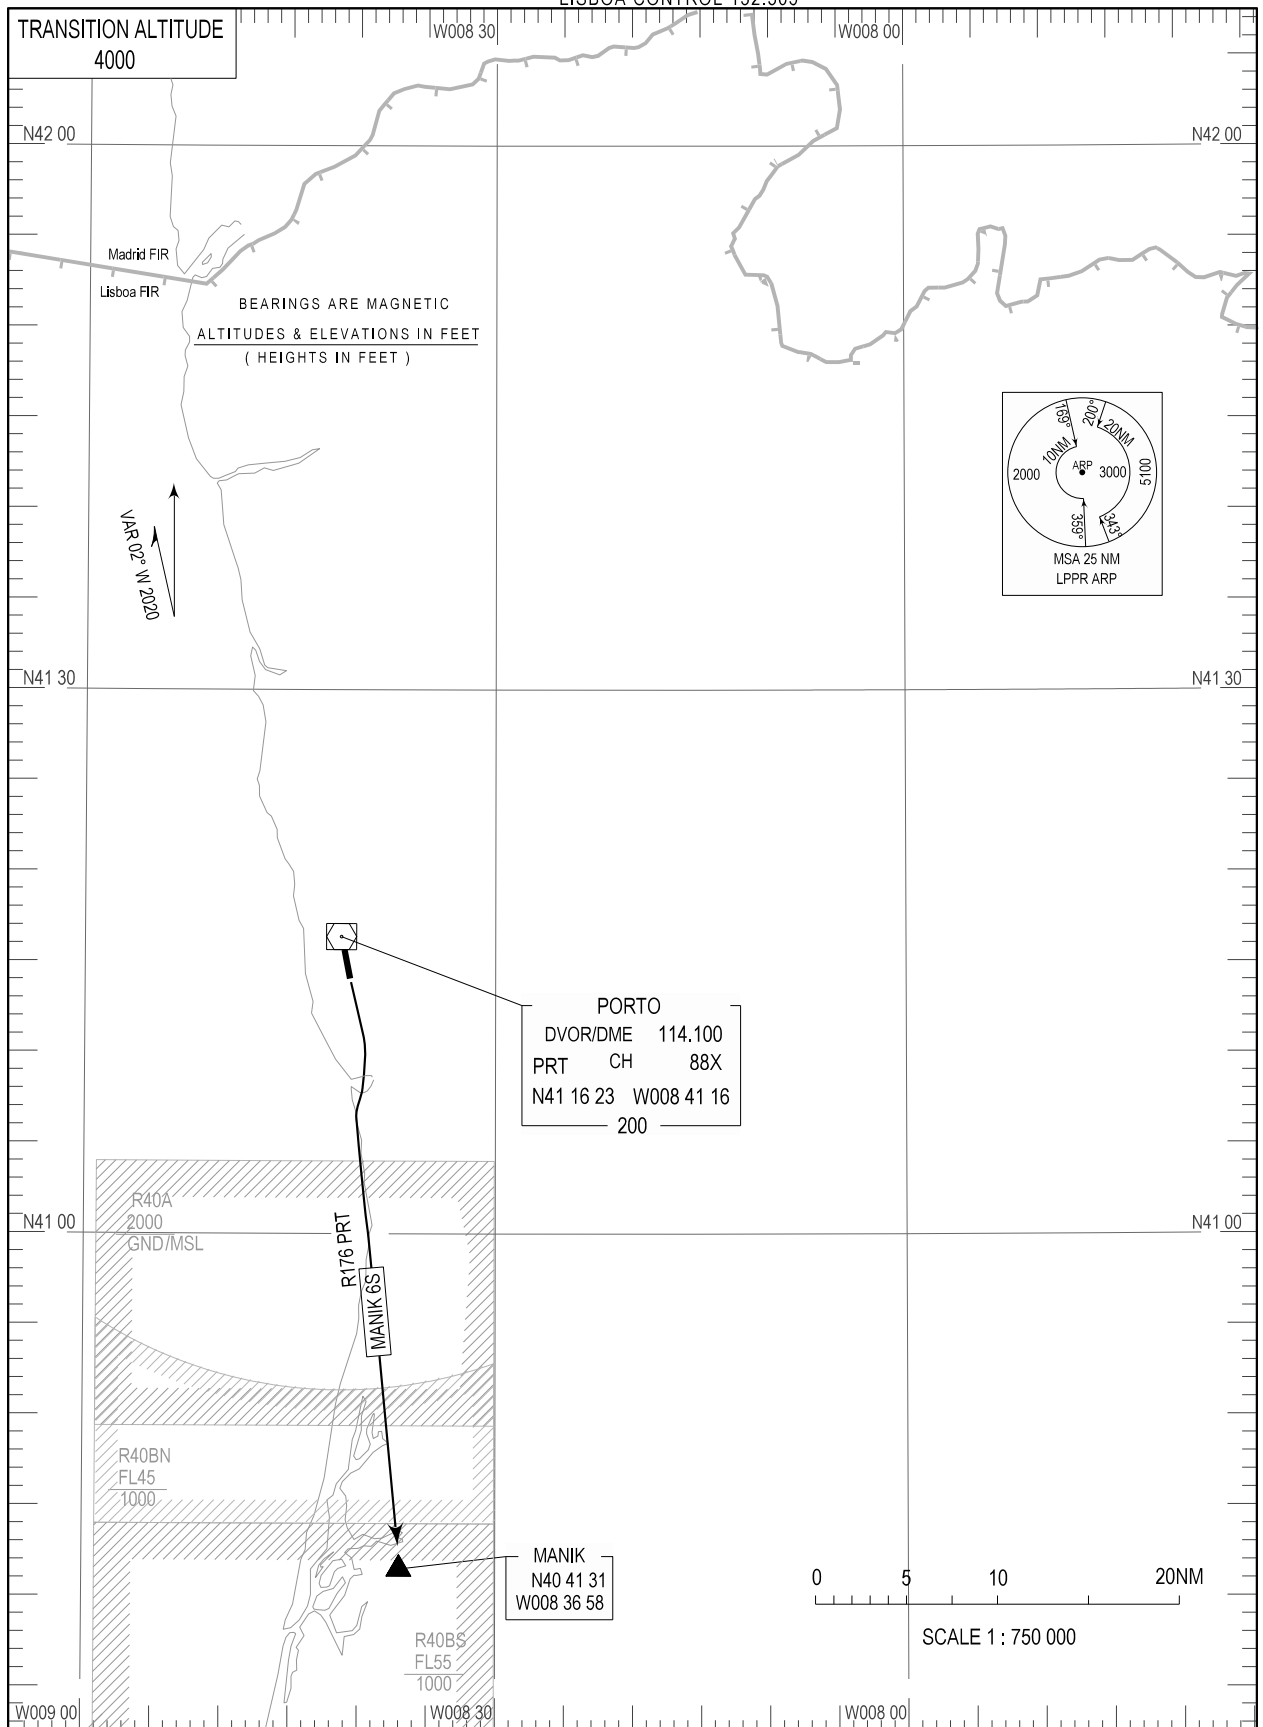 TRANSITION ALTITUDE
4000
W008 30
W008 00
N42 00
N42 00
Madrid FIR
Lisboa FIR
BEARINGS ARE MAGNETIC
ALTITUDES & ELEVATIONS IN FEET
( HEIGHTS IN FEET )
169°
200°
20NM
10NM
ARP
2000
3000
5100
359°
343°
MSA 25 NM
LPPR ARP
VAR 02° W 2020
N41 30
N41 30
PORTO
DVOR/DME 114.100
PRT CH 88X
N41 16 23 W008 41 16
200
R40A
2000
GND/MSL
N41 00
N41 00
R176 PRT
MANIK 6S
R40BN
FL45
1000
MANIK
N40 41 31
W008 36 58
0 5 10 20NM
SCALE 1 : 750 000
R40BS
FL55
1000
W009 00
W008 30
W008 00